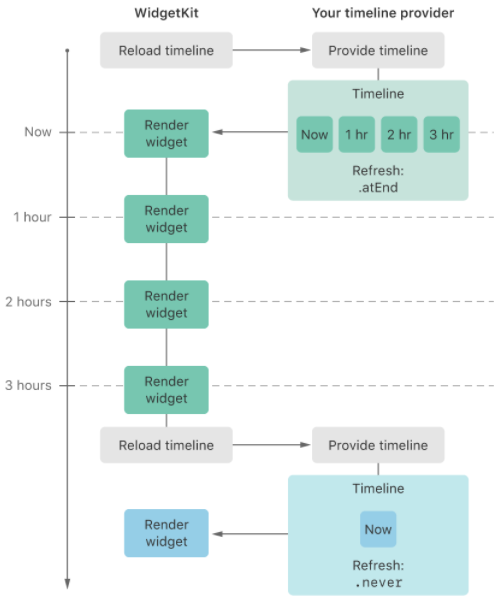 WidgetKit
Your timeline provider
Reload timeline
Provide timeline
Timeline
Now
Render
widget
Now
1 hr
2 hr
3 hr
Refresh:
.atEnd
1 hour
Render
widget
2 hours
Render
widget
3 hours
Render
widget
Reload timeline
Provide timeline
Timeline
Render
widget
Now
Refresh:
.never